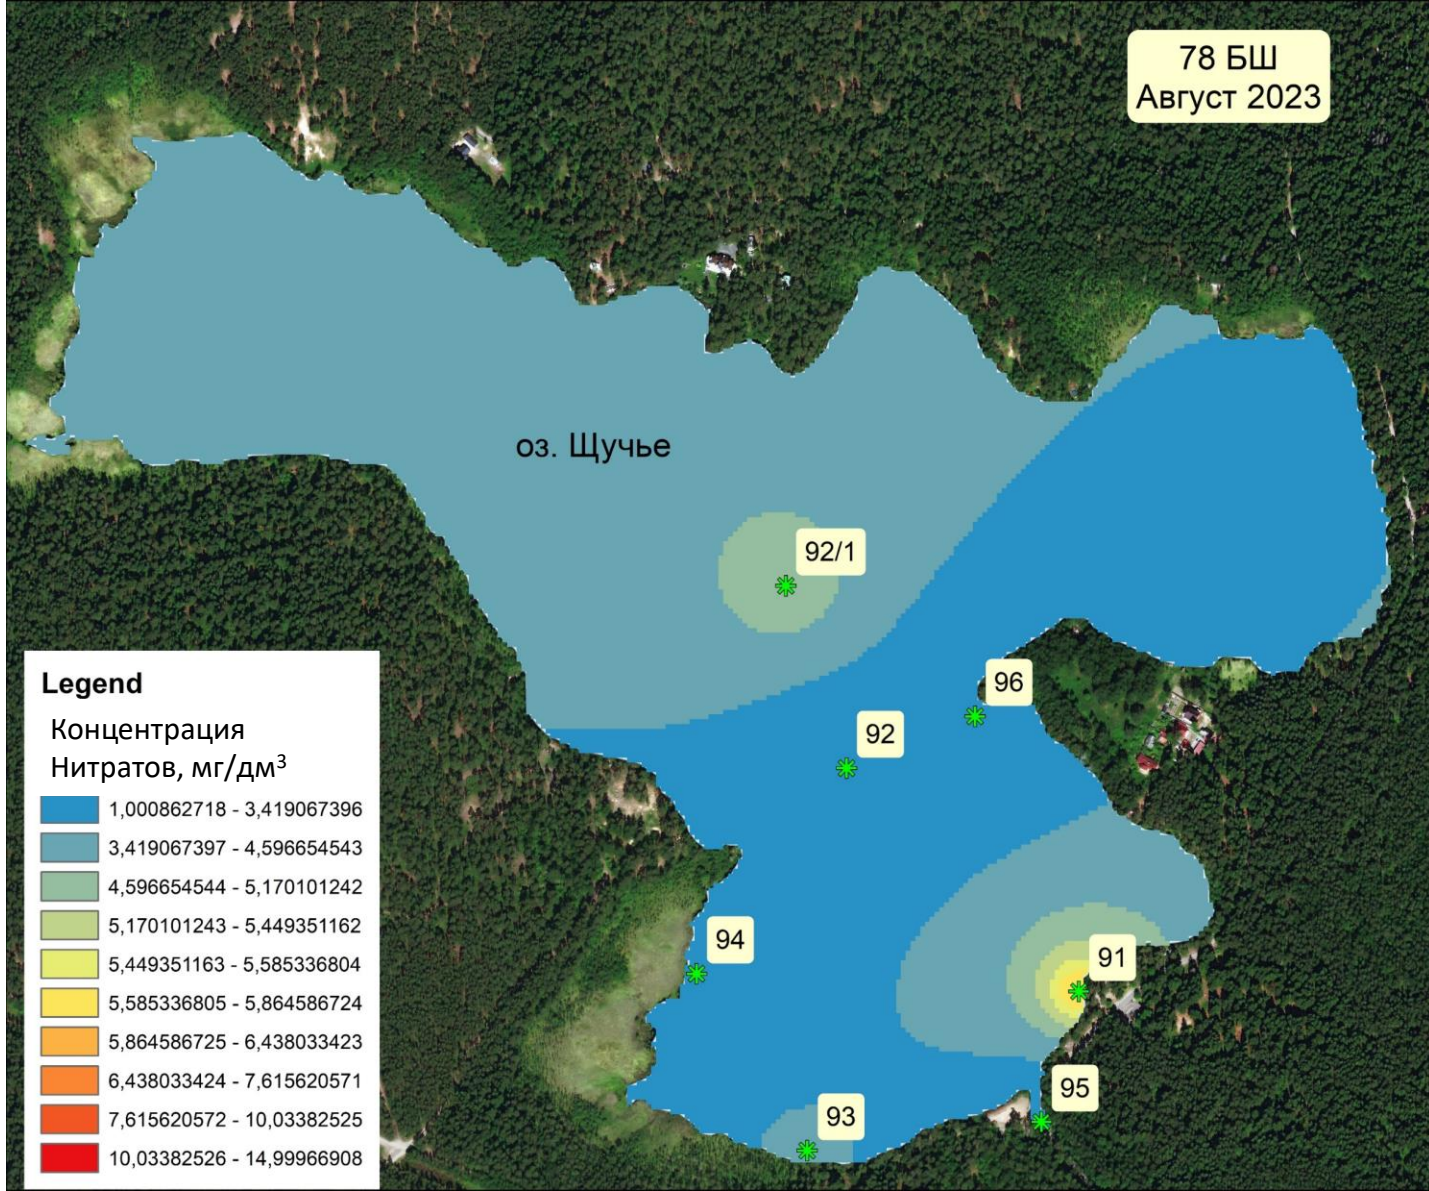 78 БШ
Август 2023
оз. Щучье
92/1
96
92
94
91
95
93
Legend
Концентрация
Нитратов, мг/дм³
1,000862718 - 3,419067396
3,419067397 - 4,596654543
4,596654544 - 5,170101242
5,170101243 - 5,449351162
5,449351163 - 5,585336804
5,585336805 - 5,864586724
5,864586725 - 6,438033423
6,438033424 - 7,615620571
7,615620572 - 10,03382525
10,03382526 - 14,99966908